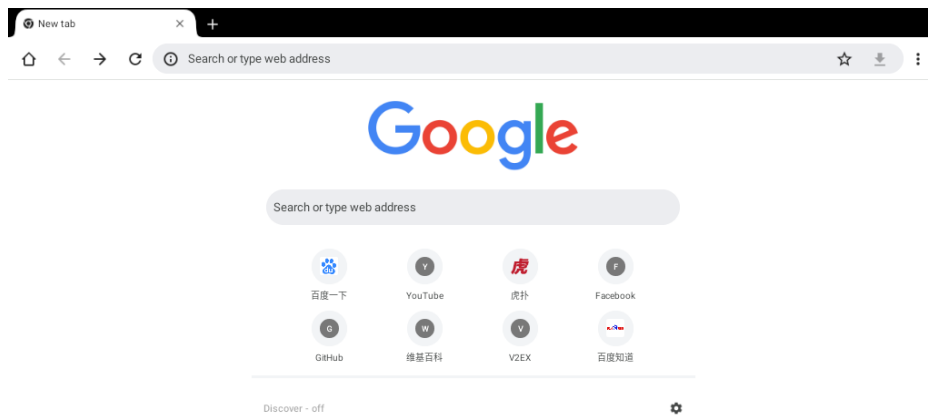 New tab
Search or type web address
Google
Search or type web address
Y
虎
F
百度一下
YouTube
虎扑
Facebook
G
W
V
GitHub
维基百科
V2EX
百度知道
Discover - off